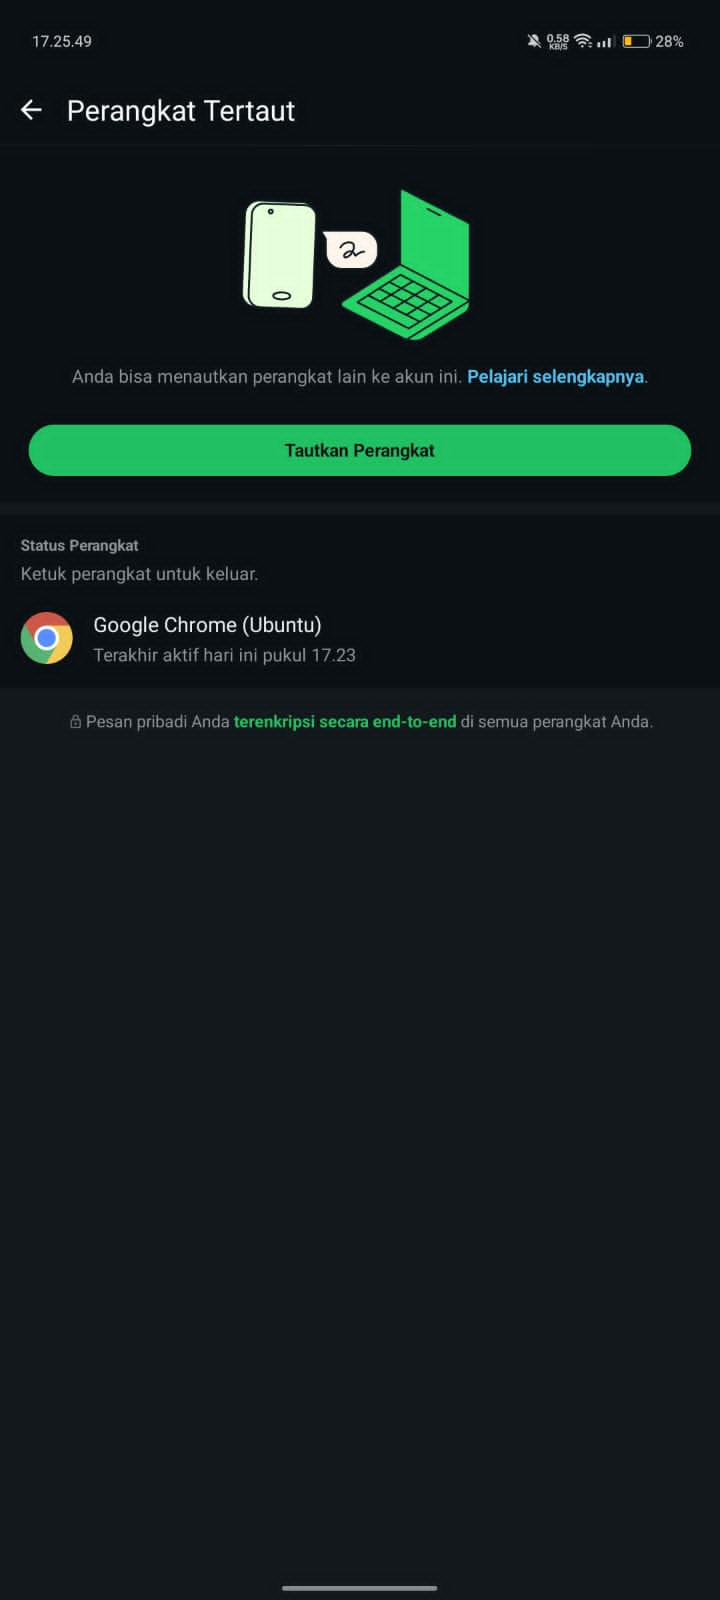 17.25.49
0.58
KB/S
28%
Perangkat Tertaut
Anda bisa menautkan perangkat lain ke akun ini. Pelajari selengkapnya.
Tautkan Perangkat
Status Perangkat
Ketuk perangkat untuk keluar.
Google Chrome (Ubuntu)
Terakhir aktif hari ini pukul 17.23
Pesan pribadi Anda terenkripsi secara end-to-end di semua perangkat Anda.